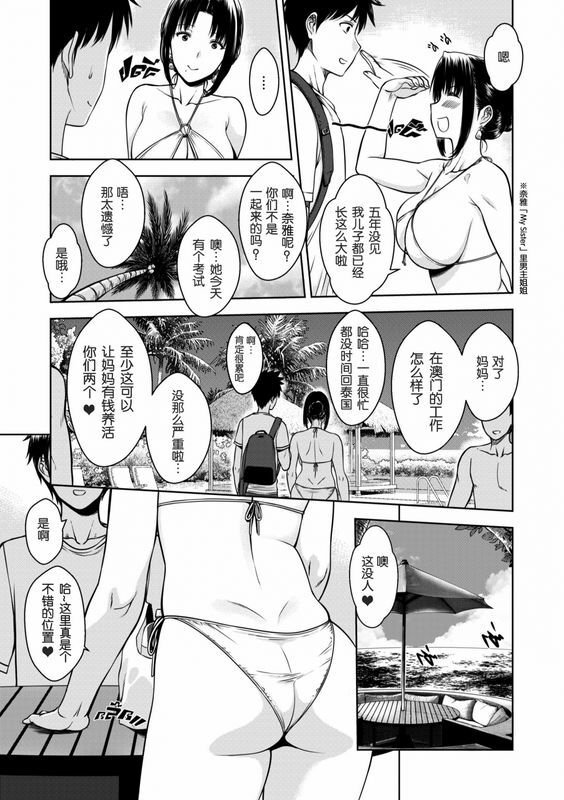 嗯
五年没见
我儿子都已经
长这么大啦
※奈雅「My Sister」里男主姐姐
…
啊…奈雅呢?
你们不是
一起来的吗?
噢…她今天
有个考试
唔…
那太遗憾了
是哦…
对了
妈妈…
在澳门的工作
怎么样了
哈哈…一直很忙
都没时间回泰国
啊…
肯定很累吧
没那么严重啦…
至少这可以
让妈妈有钱养活
你们两个♥
噢
这没人♥
是啊
哈~这里真是个
不错的位置♥